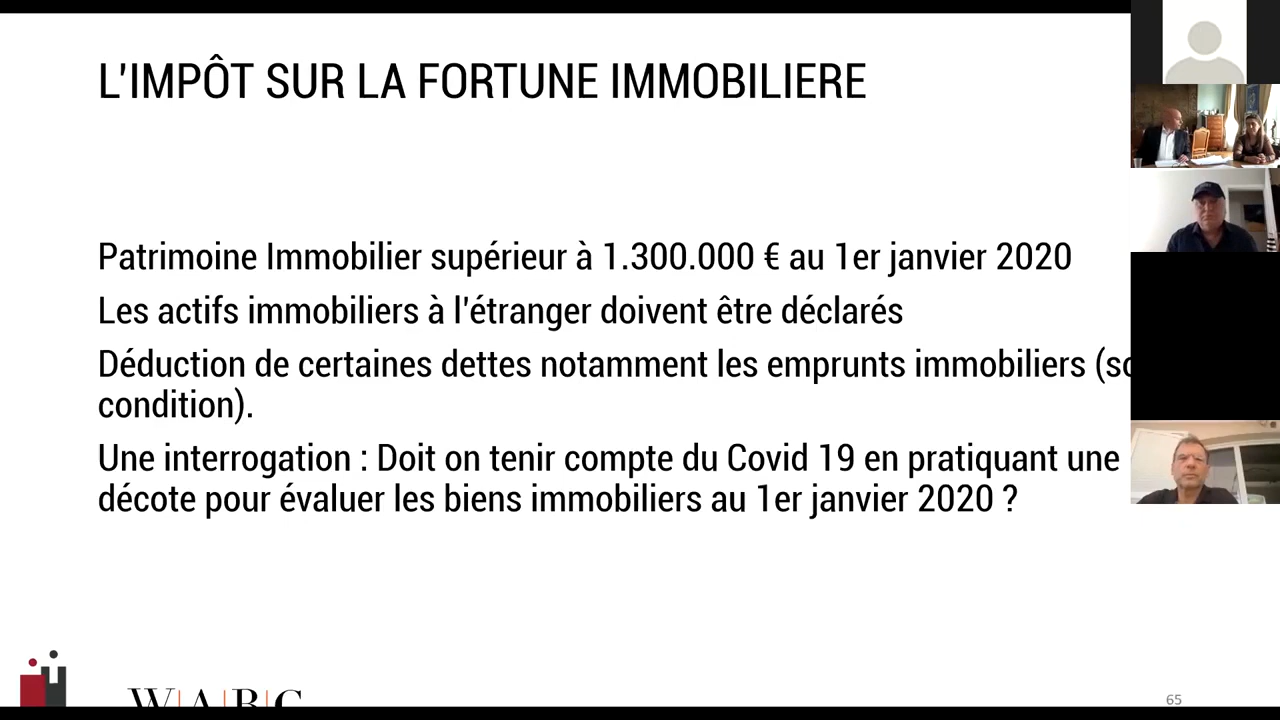 L'IMPÔT SUR LA FORTUNE IMMOBILIERE
Patrimoine Immobilier supérieur à 1.300.000 € au 1er janvier 2020
Les actifs immobiliers à l'étranger doivent être déclarés
Déduction de certaines dettes notamment les emprunts immobiliers
condition).
Une interrogation : Doit on tenir compte du Covid 19 en pratiquant une
décote pour évaluer les biens immobiliers au 1er janvier 2020 ?
W|A|B|C
65